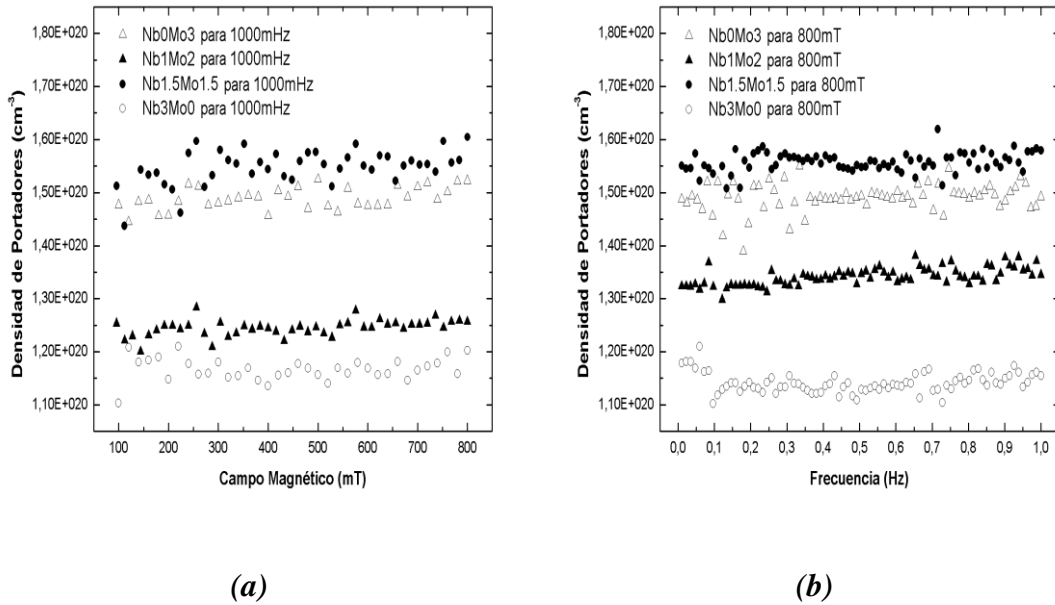 1,80E+020
1,70E+020
1,60E+020
1,50E+020
1,40E+020
1,30E+020
1,20E+020
1,10E+020
Densidad de Portadores (cm⁻³)
Nb0Mo3 para 1000mHz
Nb1Mo2 para 1000mHz
Nb1.5Mo1.5 para 1000mHz
Nb3Mo0 para 1000mHz
100 200 300 400 500 600 700 800
Campo Magnético (mT)
(a)
1,80E+020
1,70E+020
1,60E+020
1,50E+020
1,40E+020
1,30E+020
1,20E+020
1,10E+020
Densidad de Portadores (cm⁻³)
Nb0Mo3 para 800mT
Nb1Mo2 para 800mT
Nb1.5Mo1.5 para 800mT
Nb3Mo0 para 800mT
0,0 0,1 0,2 0,3 0,4 0,5 0,6 0,7 0,8 0,9 1,0
Frecuencia (Hz)
(b)